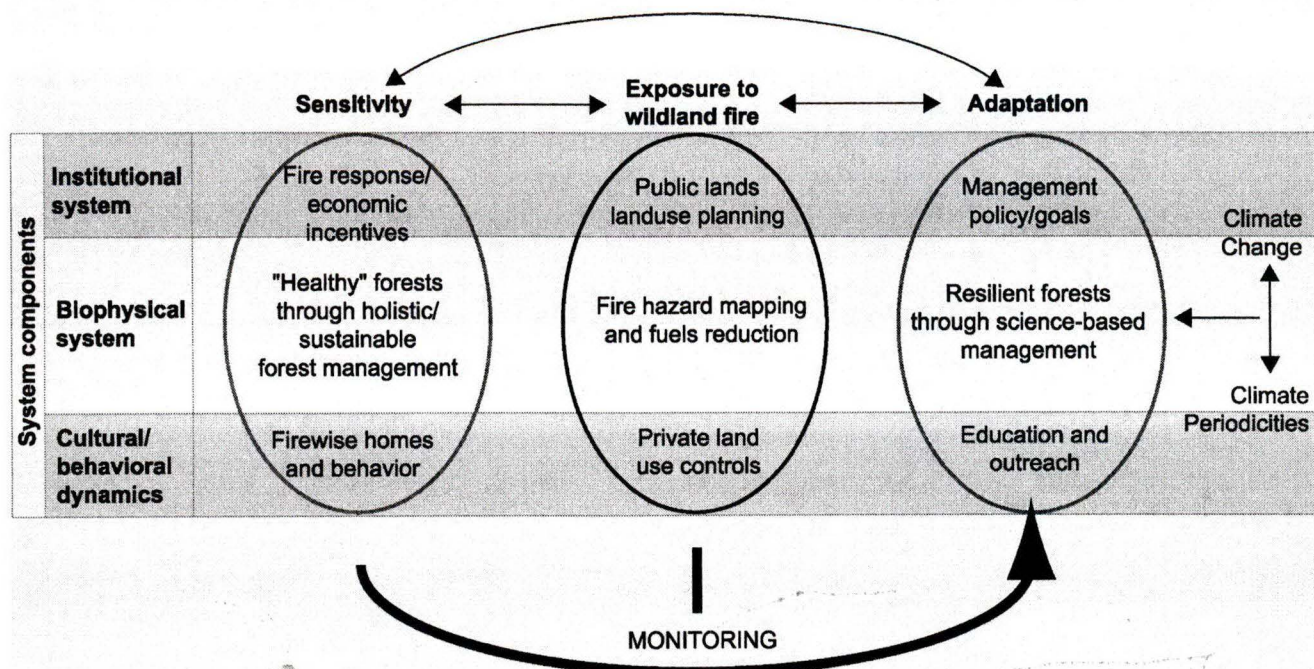 Sensitivity
Exposure to
wildland fire
Adaptation
System components
Institutional
system
Fire response/
economic
incentives
Public lands
landuse planning
Management
policy/goals
Biophysical
system
"Healthy" forests
through holistic/
sustainable
forest management
Fire hazard mapping
and fuels reduction
Resilient forests
through science-based
management
Climate
Change
Climate
Periodicities
Cultural/
behavioral
dynamics
Firewise homes
and behavior
Private land
use controls
Education and
outreach
MONITORING